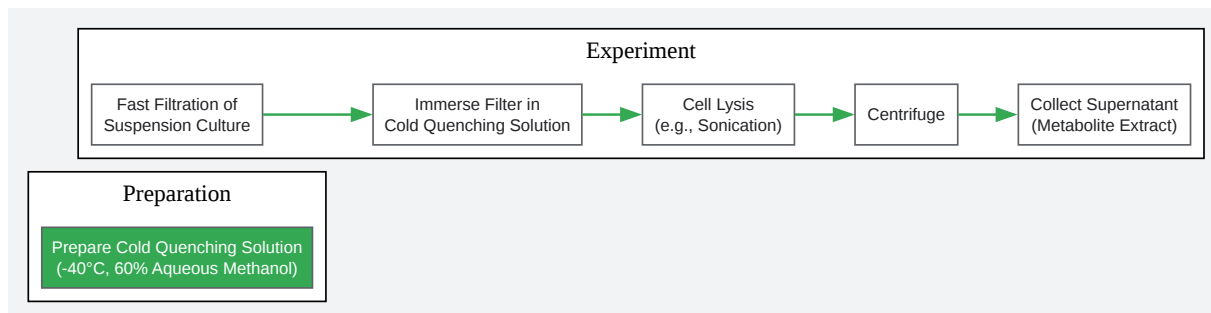 Experiment
Fast Filtration of
Suspension Culture
Immerse Filter in
Cold Quenching Solution
Cell Lysis
(e.g., Sonication)
Centrifuge
Collect Supernatant
(Metabolite Extract)
Preparation
Prepare Cold Quenching Solution
(-40°C, 60% Aqueous Methanol)